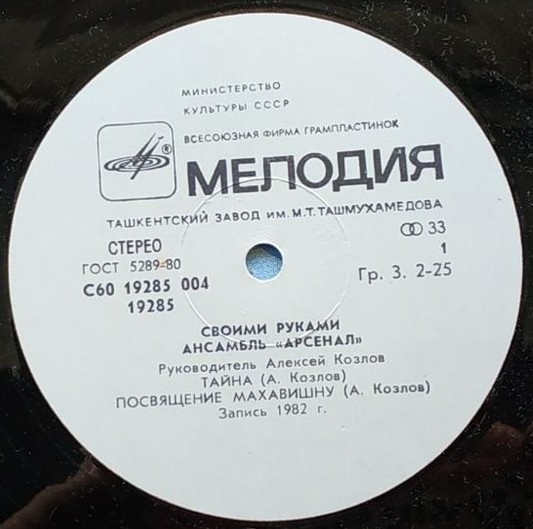 МИНИСТЕРСТВО
КУЛЬТУРЫ СССР
ВСЕСОЮЗНАЯ ФИРМА ГРАМПЛАСТИНОК
®
МЕЛОДИЯ
ТАШКЕНТСКИЙ ЗАВОД ИМ. М.Т.ТАШМУХАМЕДОВА
СТЕРЕО
33
ГОСТ 5289-80
1
С60 19285 004
Гр. 3. 2-25
19285
СВОИМИ РУКАМИ
АНСАМБЛЬ «АРСЕНАЛ»
Руководитель Алексей Козлов
ТАЙНА (А. Козлов)
ПОСВЯЩЕНИЕ МАХАВИШНУ (А. Козлов)
Запись 1982 г.